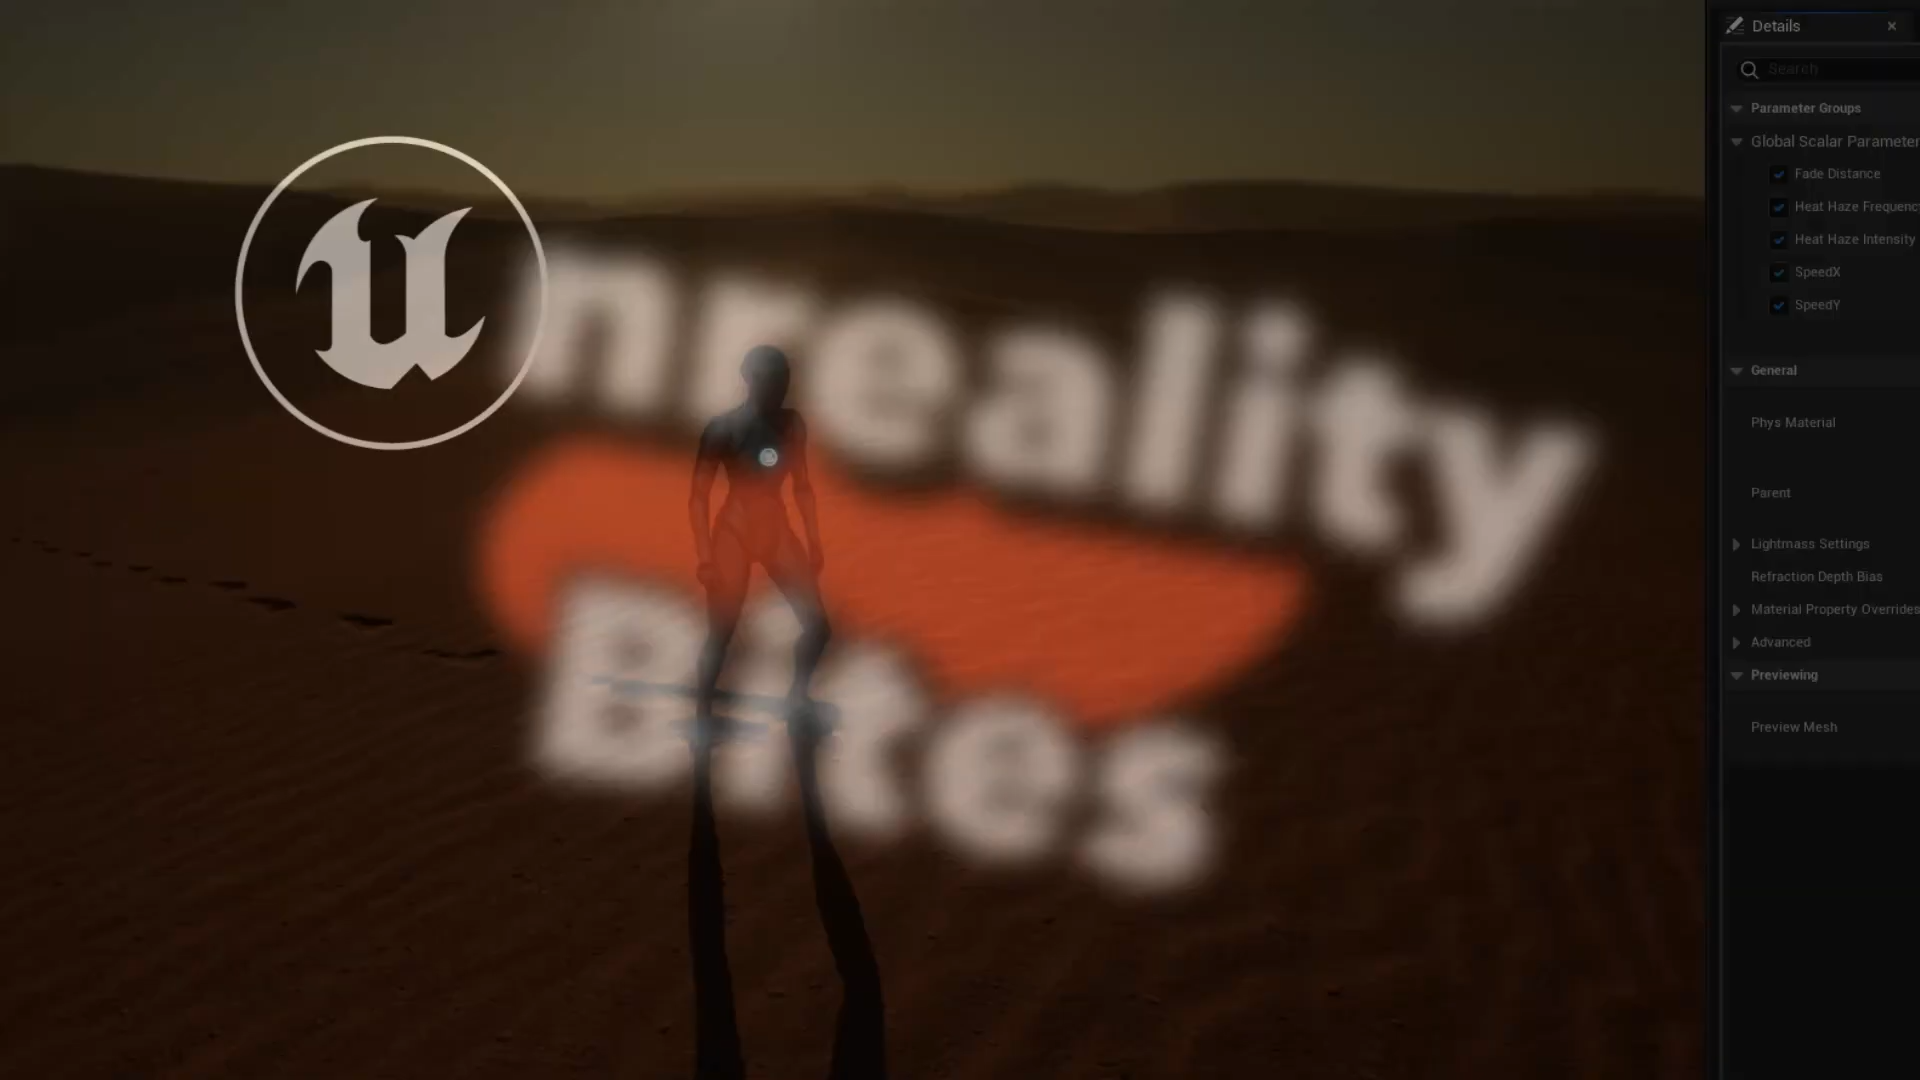 Details
Search
Parameter Groups
Global Scalar Parameter
Fade Distance
Heat Haze Frequenc
Heat Haze Intensity
SpeedX
SpeedY
General
Phys Material
Parent
Lightmass Settings
Refraction Depth Bias
Material Property Overrides
Advanced
Previewing
Preview Mesh
Unreality
Bites